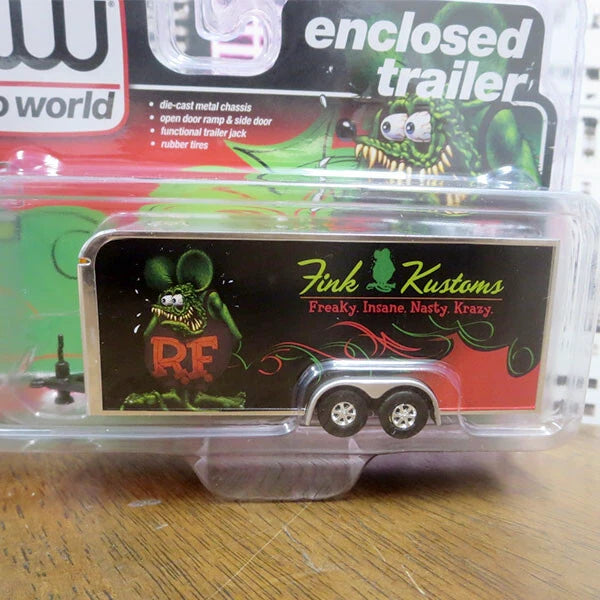 enclosed
trailer
o world
• die-cast metal chassis
• open door ramp & side door
• functional trailer jack
• rubber tires
Fink Kustoms
Freaky. Insane. Nasty. Krazy.
R.F.